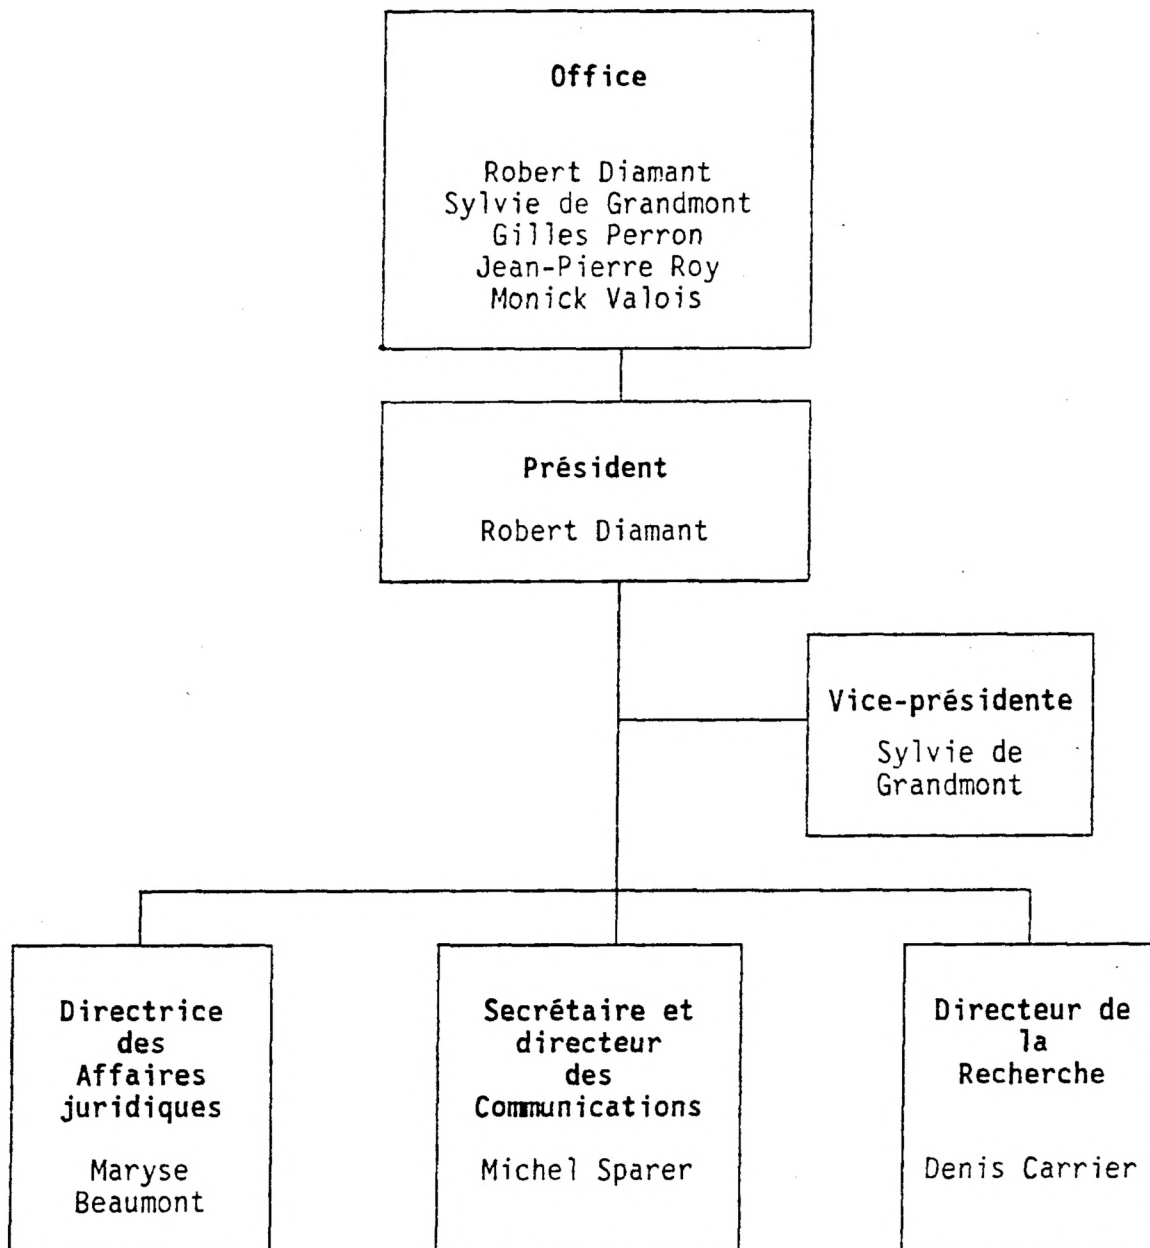 Office
Robert Diamant
Sylvie de Grandmont
Gilles Perron
Jean-Pierre Roy
Monick Valois
Président
Robert Diamant
Vice-présidente
Sylvie de
Grandmont
Directrice
des
Affaires
juridiques
Maryse
Beaumont
Secrétaire et
directeur
des
Communications
Michel Sparer
Directeur de
la
Recherche
Denis Carrier